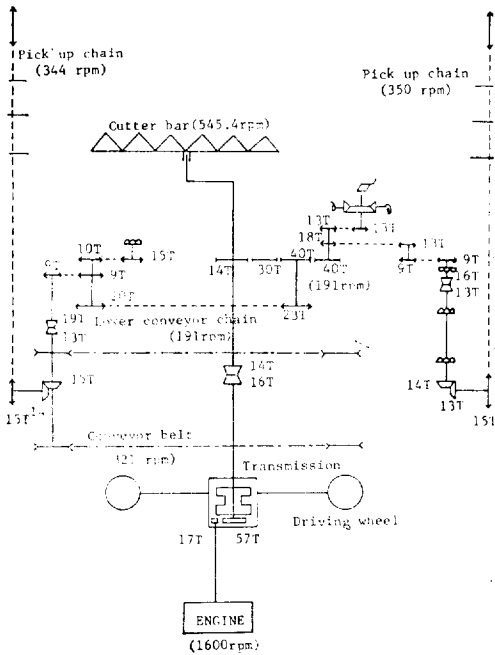 Pick up chain
(344 rpm)
Pick up chain
(350 rpm)
Cutter bar(545.4rpm)
13T
18T
13T
10T
15T
9T
14T
30T
40T
40T
(191rpm)
9T
9T
16T
13T
19T
13T
Lower conveyor chain
(191rpm)
23T
14T
16T
15T
15T
14T
13T
15T
Conveyor belt
rpm)
Transmission
Driving wheel
17T
57T
ENGINE
(1600rpm)